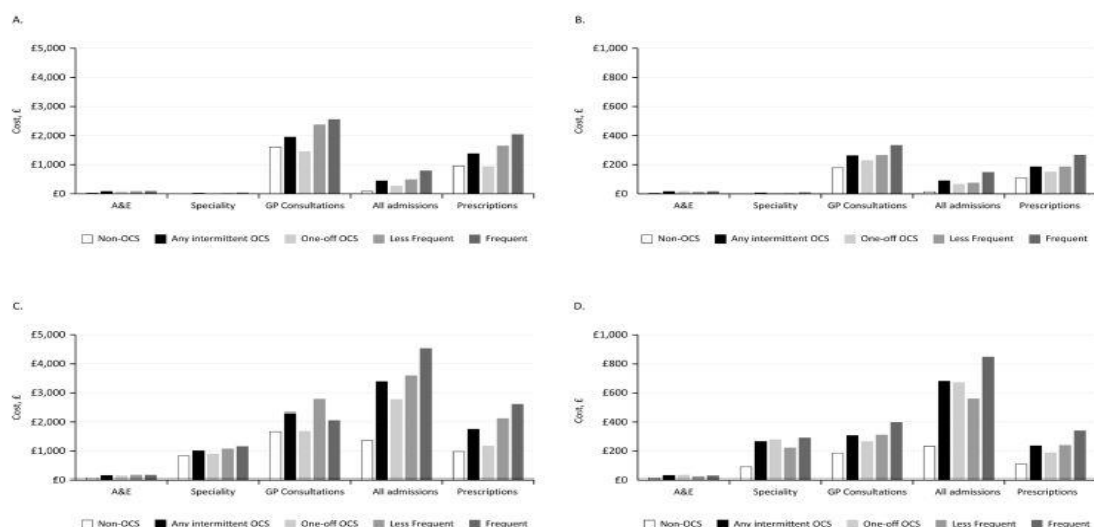 A.
£5,000
£4,000
£3,000
£2,000
£1,000
£0
Cost, £
A&E Speciality GP Consultations All admissions Prescriptions
Non-OCS Any intermittent OCS One-off OCS Less Frequent Frequent
B.
£1,000
£800
£600
£400
£200
£0
Cost, £
A&E Speciality GP Consultations All admissions Prescriptions
Non-OCS Any intermittent OCS One-off OCS Less Frequent Frequent
C.
£5,000
£4,000
£3,000
£2,000
£1,000
£0
Cost, £
A&E Speciality GP Consultations All admissions Prescriptions
Non-OCS Any intermittent OCS One-off OCS Less Frequent Frequent
D.
£1,000
£800
£600
£400
£200
£0
Cost, £
A&E Speciality GP Consultations All admissions Prescriptions
Non-OCS Any intermittent OCS One-off OCS Less Frequent Frequent